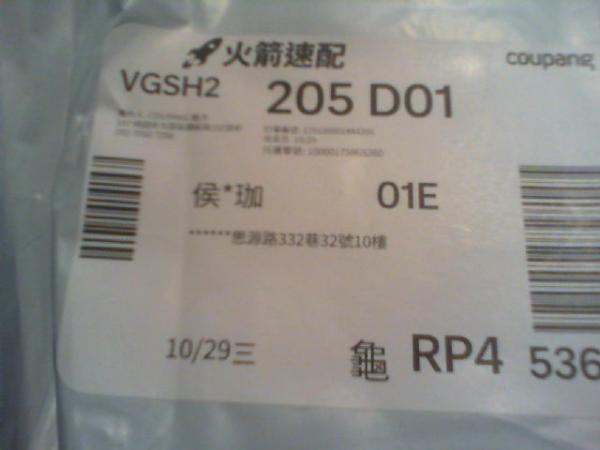 火箭速配
coupang
VGSH2
205 D01
侯*珈
01E
******思源路332巷32號10樓
10/29三
龜 RP4 536